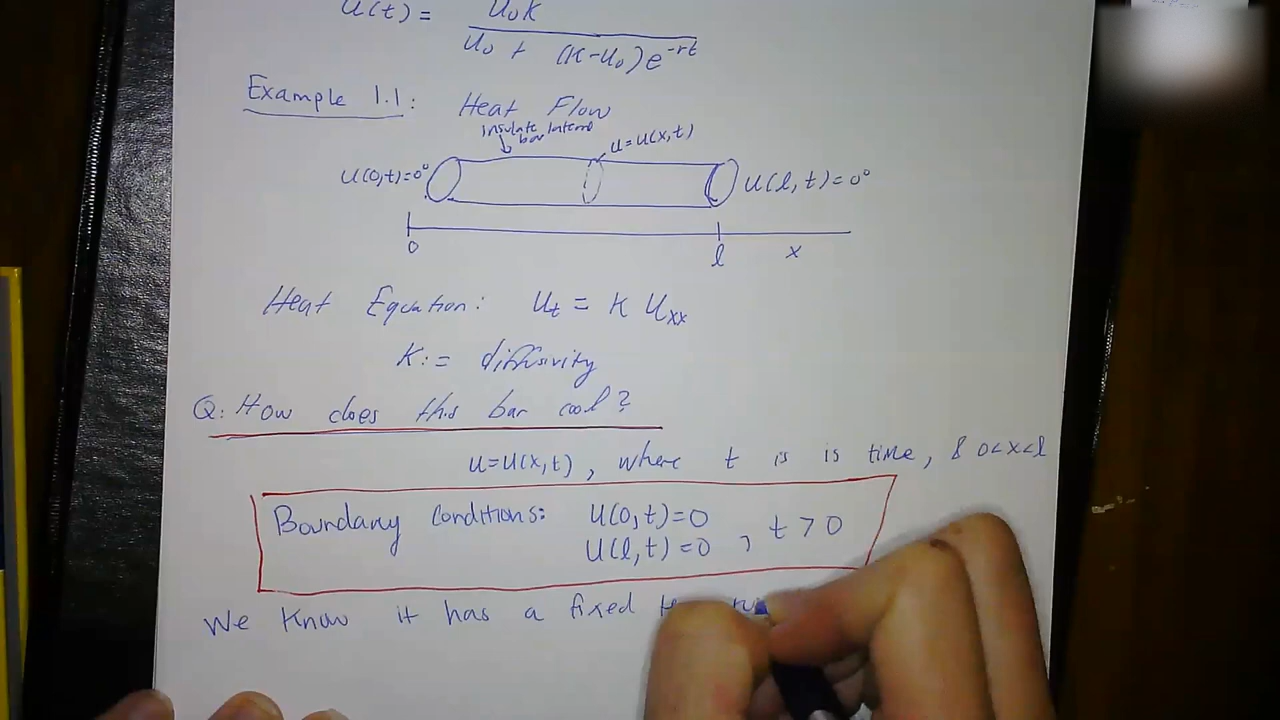 u(t) = u₀K / u₀ + (K-u₀)e^-rt
Example 1.1: Heat Flow
insulate
bar lateral
u=u(x,t)
u(0,t)=0°
u(l,t)=0°
0 l x
Heat Equation: u_t = K u_xx
K:= diffusivity
Q: How does this bar cool?
u=u(x,t), where t is is time, & 0<x<l
Boundary Conditions: u(0,t)=0
u(l,t)=0 , t>0
We know it has a fixed